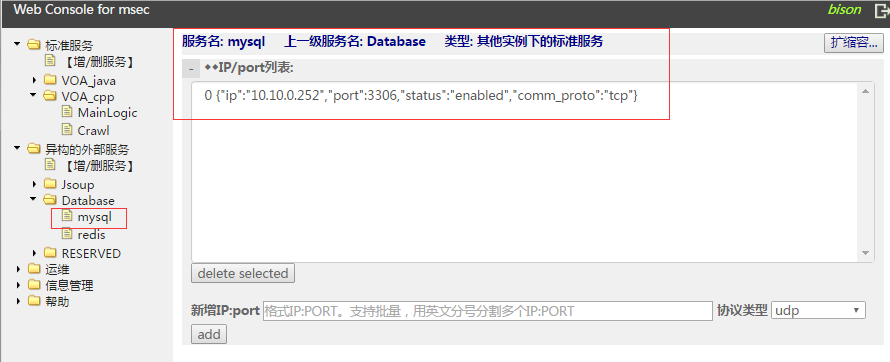 Web Console for msec
bison
标准服务
【增/删服务】
VOA_java
VOA_cpp
MainLogic
Crawl
异构的外部服务
【增/删服务】
Jsoup
Database
mysql
redis
RESERVED
运维
信息管理
帮助
服务名: mysql 上一级服务名: Database 类型: 其他实例下的标准服务
扩缩容...
- **IP/port列表:
0 {"ip":"10.10.0.252","port":3306,"status":"enabled","comm_proto":"tcp"}
delete selected
新增IP:port 格式IP:PORT。支持批量，用英文分号分割多个IP:PORT 协议类型 udp
add